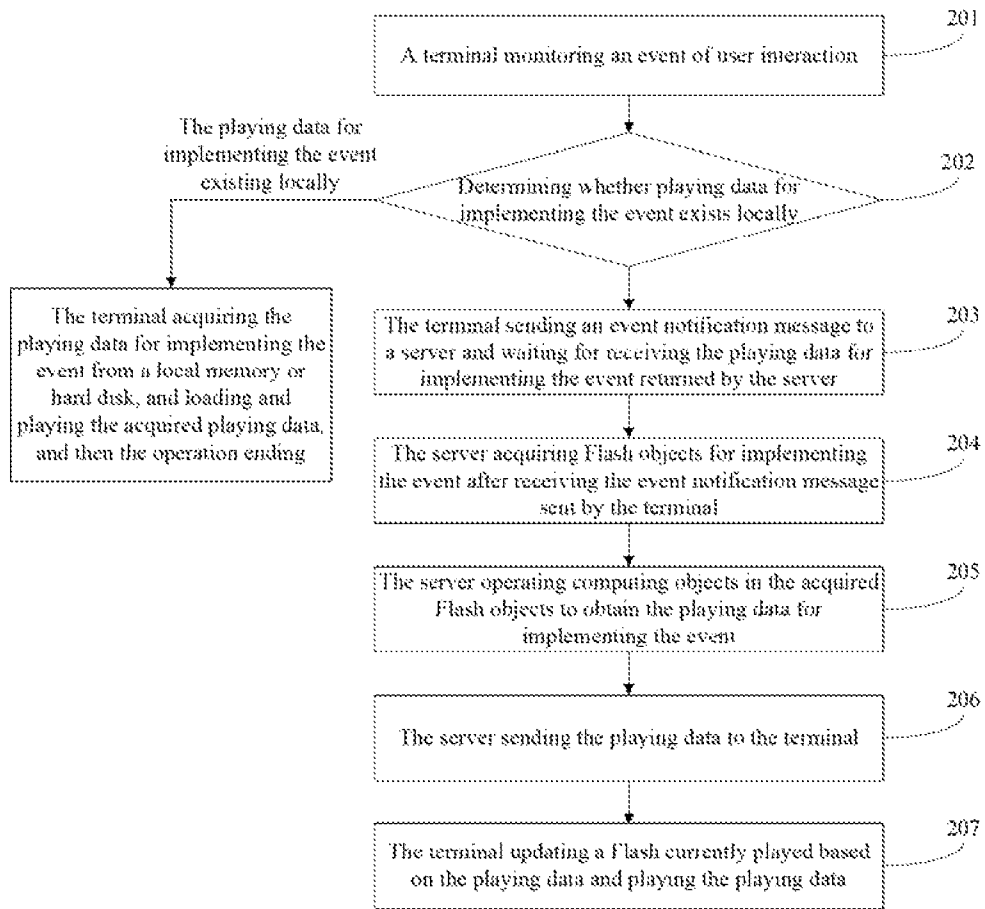 201
A terminal monitoring an event of user interaction
The playing data for
implementing the event
existing locally
202
Determining whether playing data for
implementing the event exists locally
The terminal acquiring the
playing data for implementing the
event from a local memory or
hard disk, and loading and
playing the acquired playing data,
and then the operation ending
203
The terminal sending an event notification message to
a server and waiting for receiving the playing data for
implementing the event returned by the server
204
The server acquiring Flash objects for implementing
the event after receiving the event notification message
sent by the terminal
205
The server operating computing objects in the acquired
Flash objects to obtain the playing data for
implementing the event
206
The server sending the playing data to the terminal
207
The terminal updating a Flash currently played based
on the playing data and playing the playing data